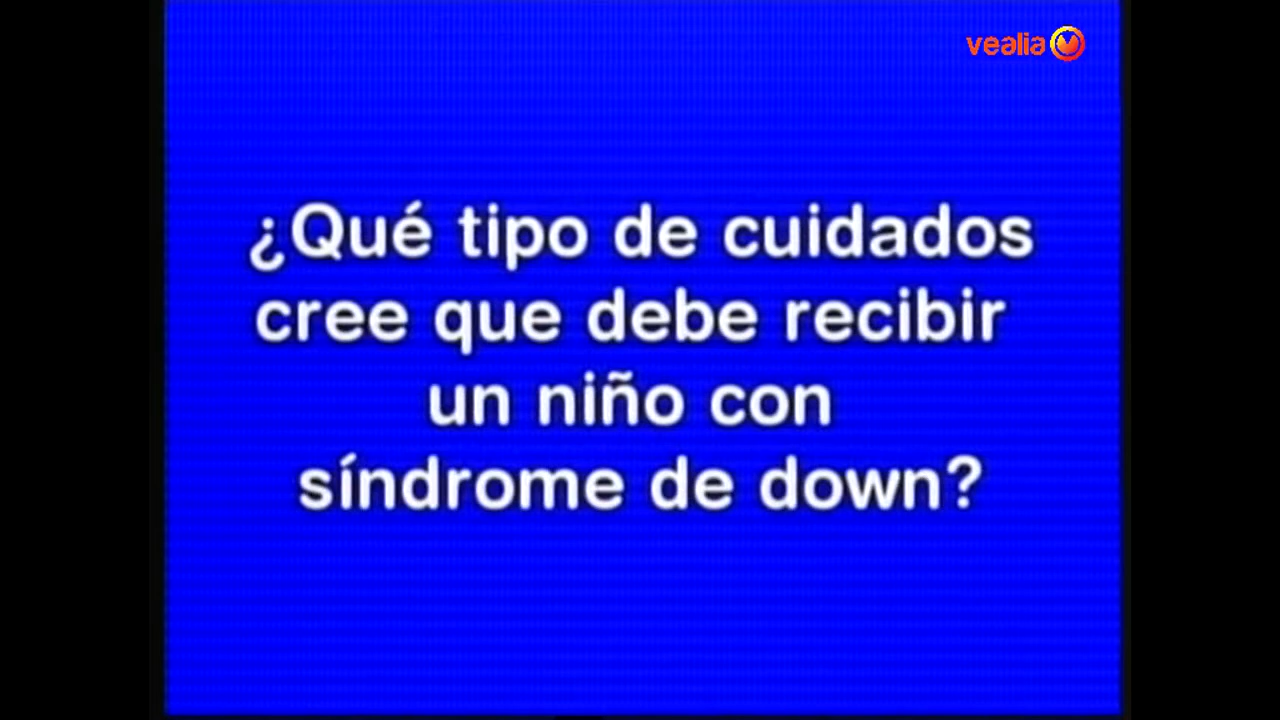 vealia
¿Qué tipo de cuidados
cree que debe recibir
un niño con
síndrome de down?